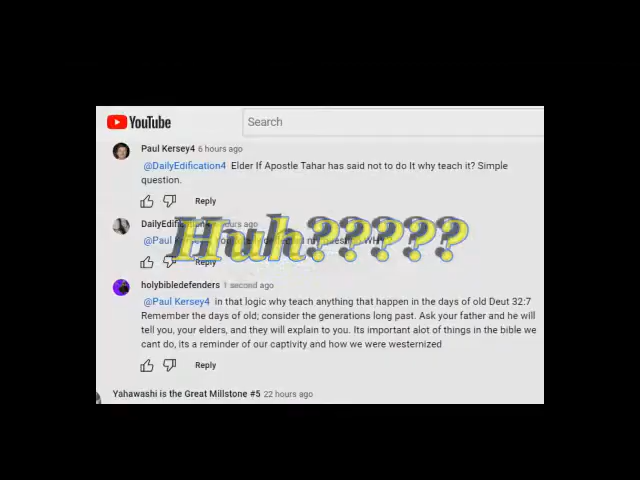 YouTube Search
Paul Kersey4 6 hours ago
@DailyEdification4 Elder If Apostle Tahar has said not to do It why teach it? Simple
question.
Reply
DailyEdification4 hours ago
@Paul
Huh?????
Reply
holybibledefenders 1 second ago
@Paul Kersey4 in that logic why teach anything that happen in the days of old Deut 32:7
Remember the days of old; consider the generations long past. Ask your father and he will
tell you, your elders, and they will explain to you. Its important alot of things in the bible we
cant do, its a reminder of our captivity and how we were westernized
Reply
Yahawashi is the Great Millstone #5 22 hours ago